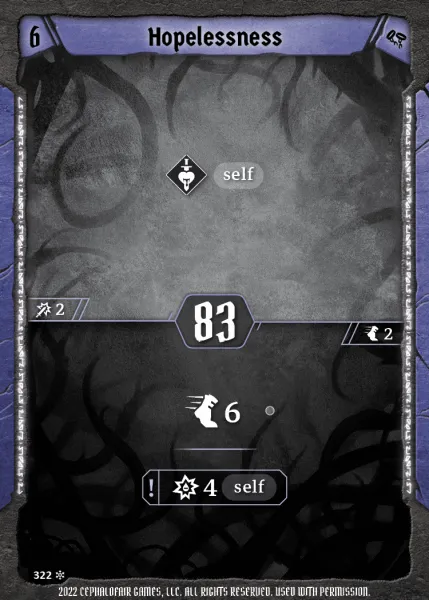 6
Hopelessness
self
2
83
2
6
! 4 self
322
2022 CEPHALOFAIR GAMES, LLC. ALL RIGHTS RESERVED. USED WITH PERMISSION.